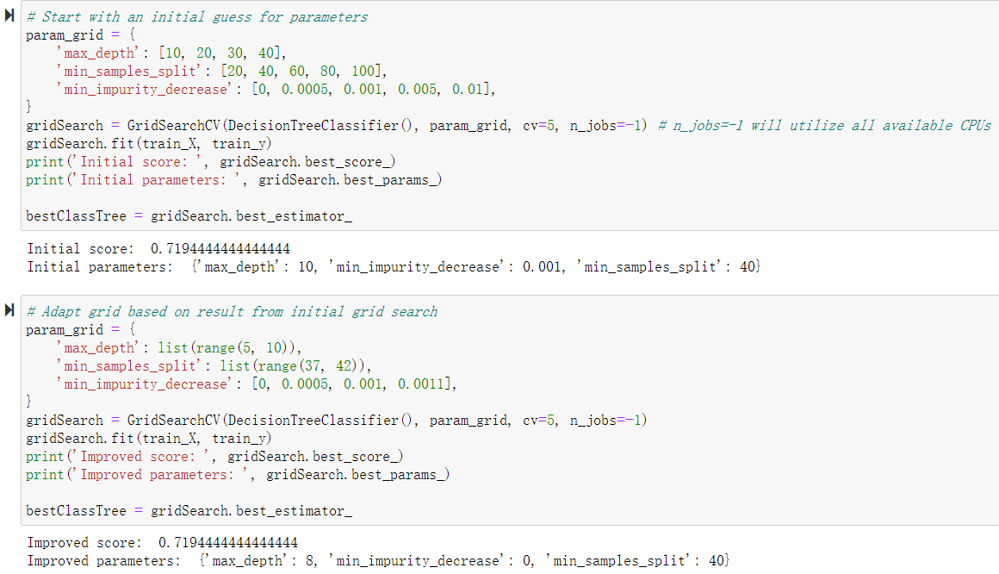 # Start with an initial guess for parameters
param_grid = {
    'max_depth': [10, 20, 30, 40],
    'min_samples_split': [20, 40, 60, 80, 100],
    'min_impurity_decrease': [0, 0.0005, 0.001, 0.005, 0.01],
}
gridSearch = GridSearchCV(DecisionTreeClassifier(), param_grid, cv=5, n_jobs=-1) # n_jobs=-1 will utilize all available CPUs
gridSearch.fit(train_X, train_y)
print('Initial score: ', gridSearch.best_score_)
print('Initial parameters: ', gridSearch.best_params_)

bestClassTree = gridSearch.best_estimator_
Initial score:  0.7194444444444444
Initial parameters:  {'max_depth': 10, 'min_impurity_decrease': 0.001, 'min_samples_split': 40}
# Adapt grid based on result from initial grid search
param_grid = {
    'max_depth': list(range(5, 10)),
    'min_samples_split': list(range(37, 42)),
    'min_impurity_decrease': [0, 0.0005, 0.001, 0.0011],
}
gridSearch = GridSearchCV(DecisionTreeClassifier(), param_grid, cv=5, n_jobs=-1)
gridSearch.fit(train_X, train_y)
print('Improved score: ', gridSearch.best_score_)
print('Improved parameters: ', gridSearch.best_params_)

bestClassTree = gridSearch.best_estimator_
Improved score:  0.7194444444444444
Improved parameters:  {'max_depth': 8, 'min_impurity_decrease': 0, 'min_samples_split': 40}